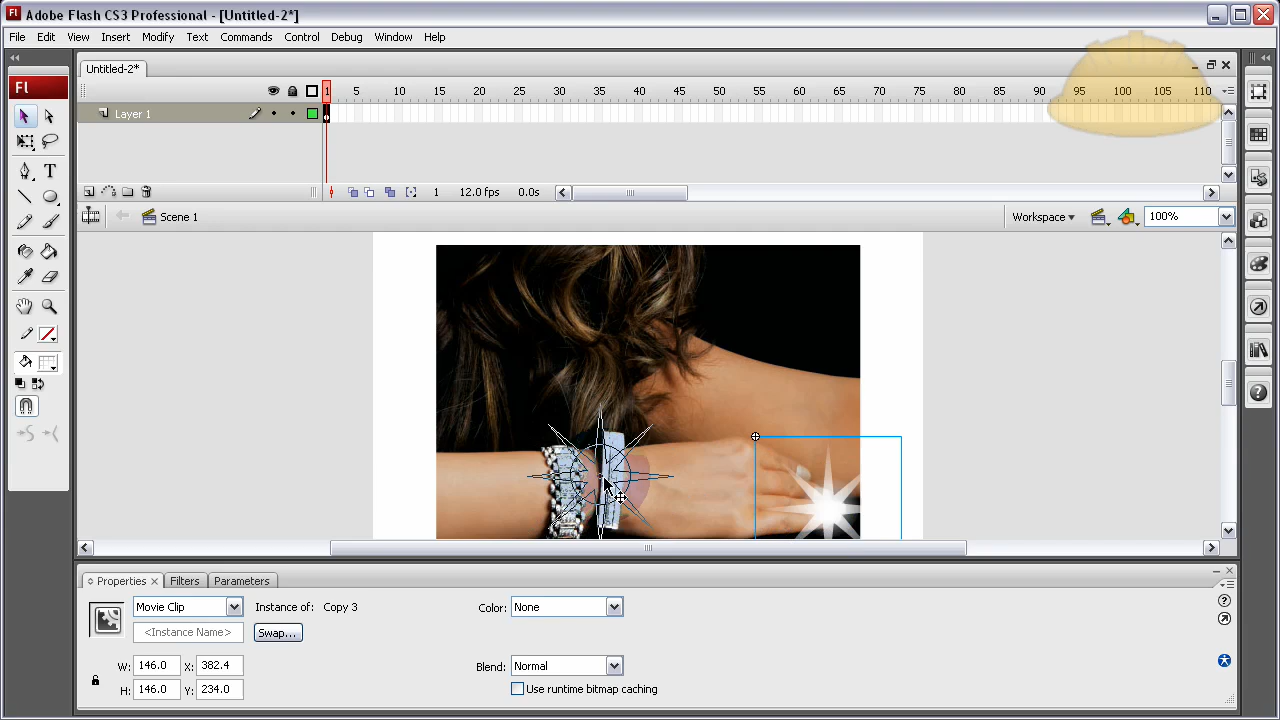 Fl Adobe Flash CS3 Professional - [Untitled-2*]
File Edit View Insert Modify Text Commands Control Debug Window Help
Untitled-2*
Fl
1 5 10 15 20 25 30 35 40 45 50 55 60 65 70 75 80 85 90 95 100 105 110
Layer 1
T
1 12.0 fps 0.0s
Scene 1
Workspace
100%
Properties Filters Parameters
Movie Clip Instance of: Copy 3 Color: None
<Instance Name> Swap...
W: 146.0 X: 382.4 Blend: Normal
H: 146.0 Y: 234.0 Use runtime bitmap caching